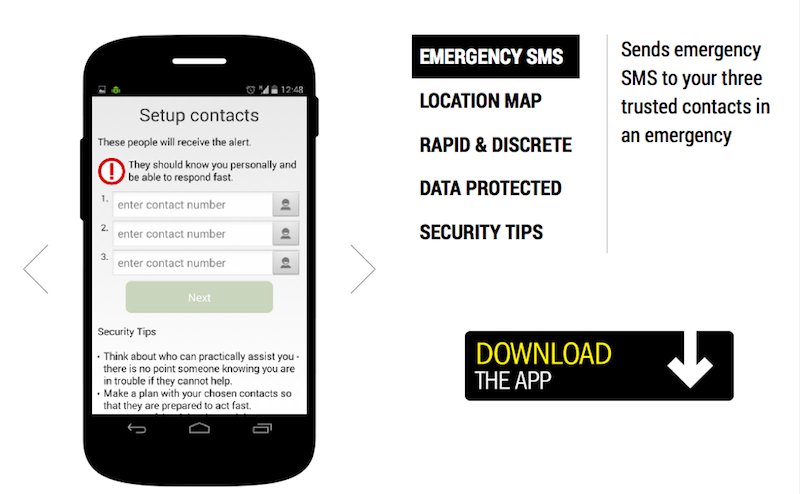 12:48
Setup contacts
These people will receive the alert.
They should know you personally and
be able to respond fast.
1. enter contact number
2. enter contact number
3. enter contact number
Next
Security Tips
• Think about who can practically assist you -
there is no point someone knowing you are
in trouble if they cannot help.
• Make a plan with your chosen contacts so
that they are prepared to act fast.
EMERGENCY SMS
LOCATION MAP
RAPID & DISCRETE
DATA PROTECTED
SECURITY TIPS
Sends emergency
SMS to your three
trusted contacts in
an emergency
DOWNLOAD
THE APP